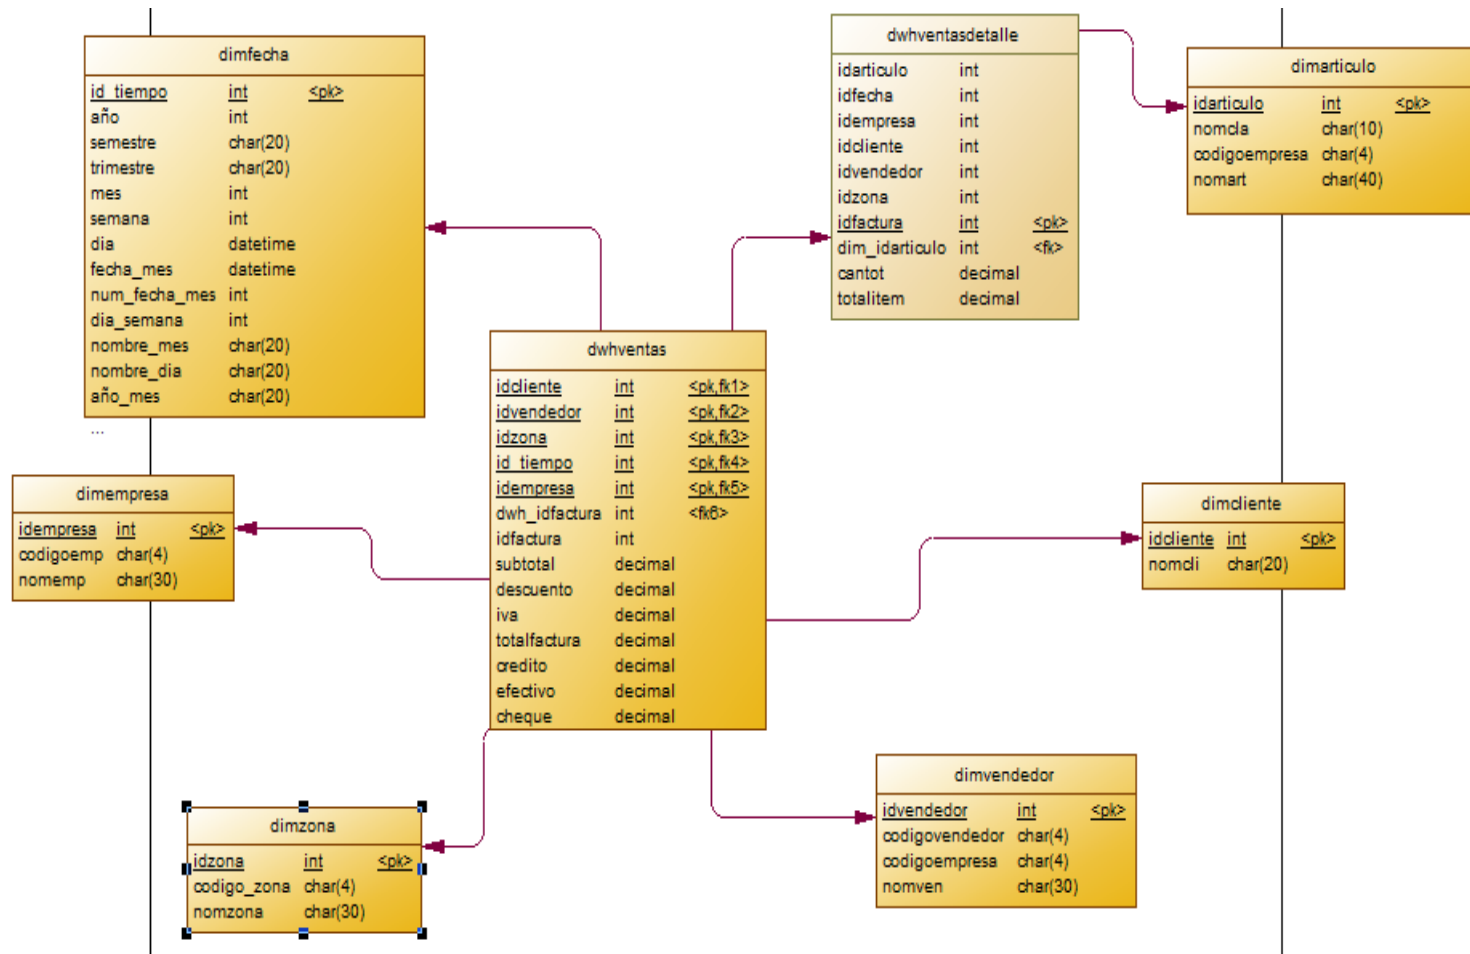 dimfecha
id_tiempo int <pk>
año int
semestre char(20)
trimestre char(20)
mes int
semana int
dia datetime
fecha_mes datetime
num_fecha_mes int
dia_semana int
nombre_mes char(20)
nombre_dia char(20)
año_mes char(20)
...
dwhventasdetalle
idarticulo int
idfecha int
idempresa int
idcliente int
idvendedor int
idzona int
idfactura int <pk>
dim_idarticulo int <fk>
cantot decimal
totalitem decimal
dimarticulo
idarticulo int <pk>
nomcla char(10)
codigoempresa char(4)
nomart char(40)
dwhventas
idcliente int <pk,fk1>
idvendedor int <pk,fk2>
idzona int <pk,fk3>
id_tiempo int <pk,fk4>
idempresa int <pk,fk5>
dwh_idfactura int <fk6>
idfactura int
subtotal decimal
descuento decimal
iva decimal
totalfactura decimal
credito decimal
efectivo decimal
cheque decimal
dimempresa
idempresa int <pk>
codigoemp char(4)
nomemp char(30)
dimcliente
idcliente int <pk>
nomcli char(20)
dimzona
idzona int <pk>
codigo_zona char(4)
nomzona char(30)
dimvendedor
idvendedor int <pk>
codigovendedor char(4)
codigoempresa char(4)
nomven char(30)